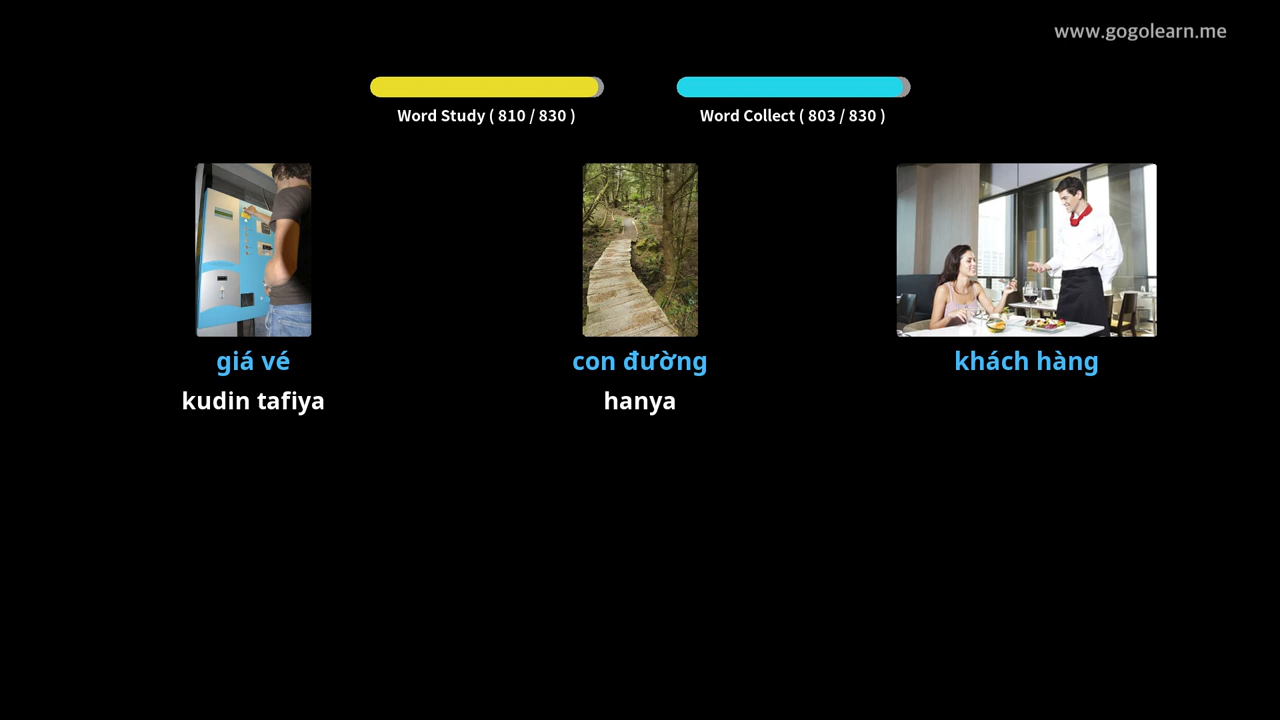 www.gogolearn.me
Word Study ( 810 / 830 )
Word Collect ( 803 / 830 )
giá vé
con đường
khách hàng
kudin tafiya
hanya